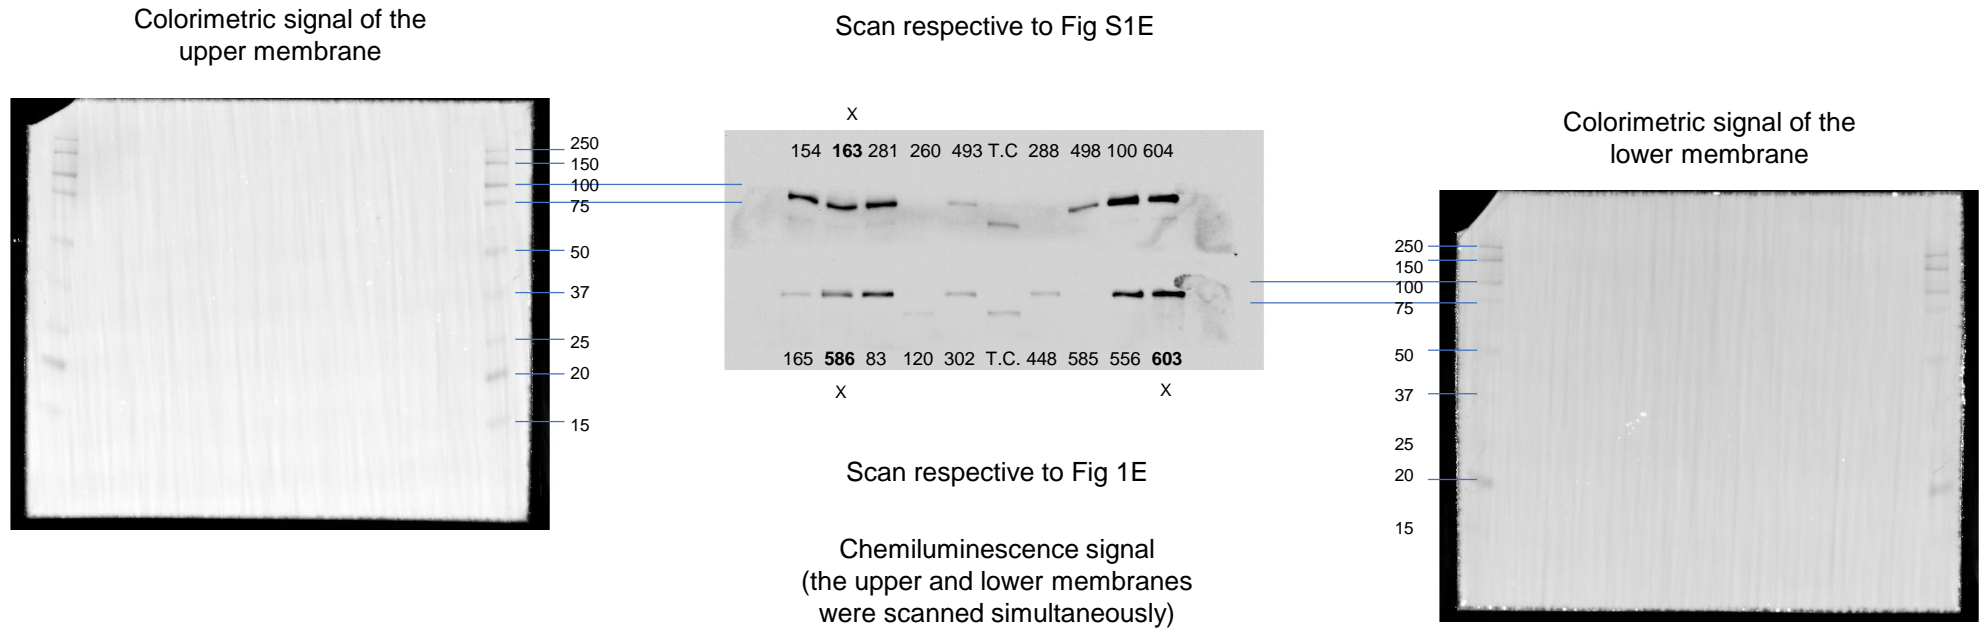 Colorimetric signal of the
upper membrane
250
150
100
75
50
37
25
20
15
Scan respective to Fig S1E
X
154 163 281 260 493 T.C 288 498 100 604
165 586 83 120 302 T.C. 448 585 556 603
X X
Scan respective to Fig 1E
Chemiluminescence signal
(the upper and lower membranes
were scanned simultaneously)
Colorimetric signal of the
lower membrane
250
150
100
75
50
37
25
20
15